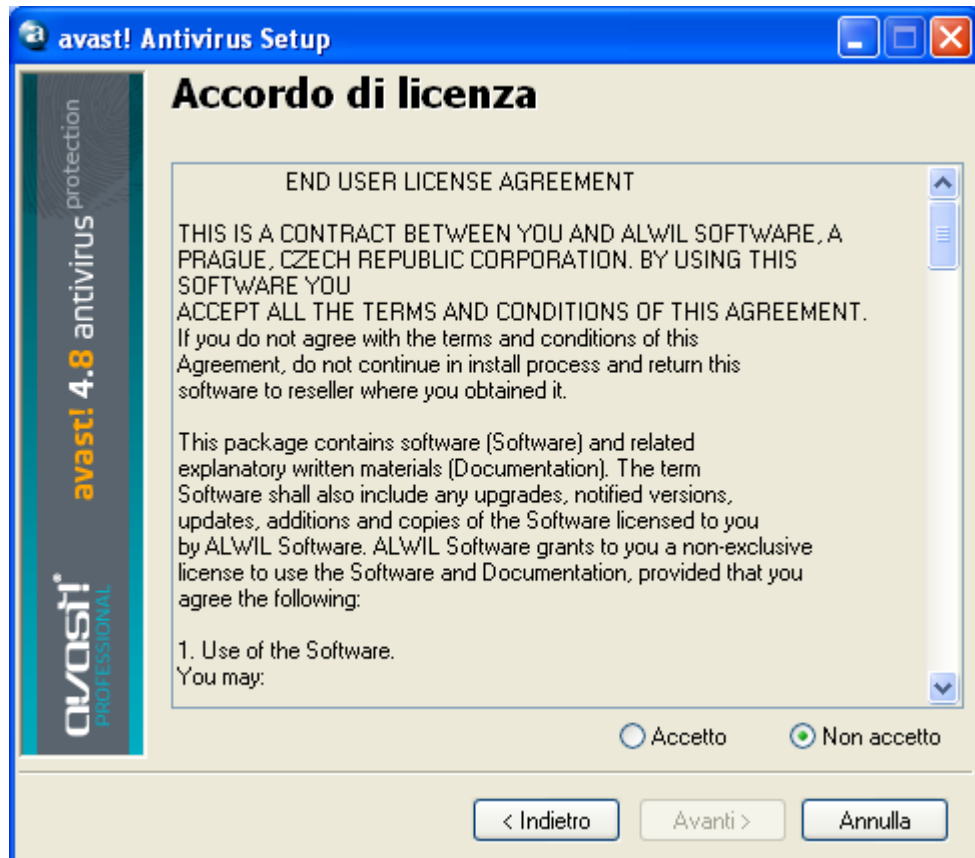 avast! Antivirus Setup
avast! 4.8 antivirus protection
avast!
PROFESSIONAL
Accordo di licenza
END USER LICENSE AGREEMENT
THIS IS A CONTRACT BETWEEN YOU AND ALWIL SOFTWARE, A
PRAGUE, CZECH REPUBLIC CORPORATION. BY USING THIS
SOFTWARE YOU
ACCEPT ALL THE TERMS AND CONDITIONS OF THIS AGREEMENT.
If you do not agree with the terms and conditions of this
Agreement, do not continue in install process and return this
software to reseller where you obtained it.
This package contains software (Software) and related
explanatory written materials (Documentation). The term
Software shall also include any upgrades, notified versions,
updates, additions and copies of the Software licensed to you
by ALWIL Software. ALWIL Software grants to you a non-exclusive
license to use the Software and Documentation, provided that you
agree the following:
1. Use of the Software.
You may:
Accetto
Non accetto
< Indietro
Avanti >
Annulla